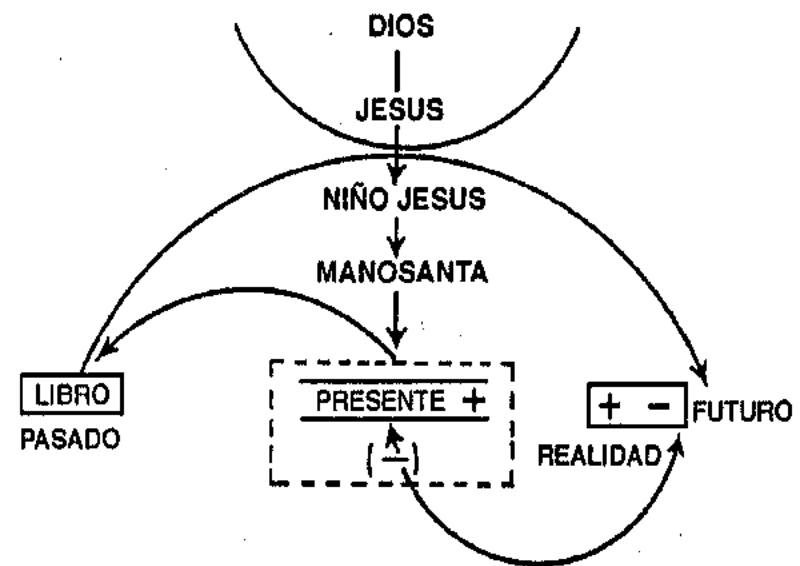 DIOS
JESUS
NIÑO JESUS
MANOSANTA
LIBRO
PASADO
PRESENTE +
(−)
+ − FUTURO
REALIDAD